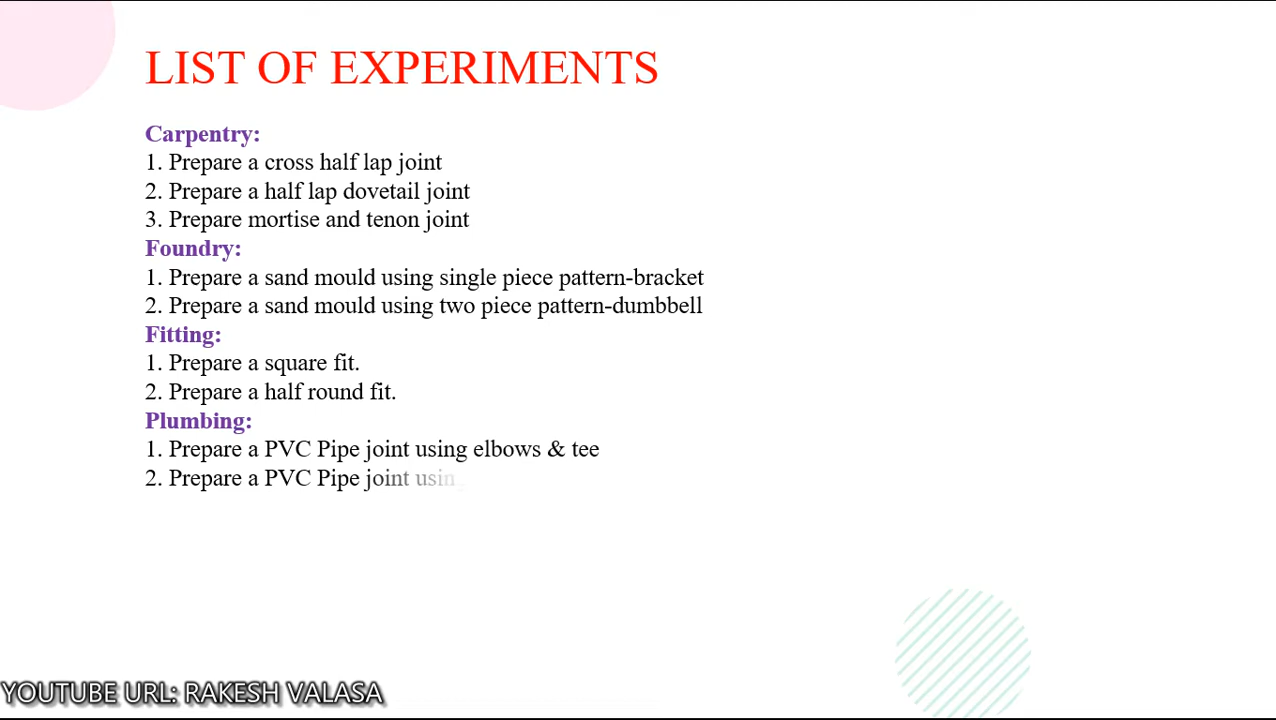 LIST OF EXPERIMENTS
Carpentry:
1. Prepare a cross half lap joint
2. Prepare a half lap dovetail joint
3. Prepare mortise and tenon joint
Foundry:
1. Prepare a sand mould using single piece pattern-bracket
2. Prepare a sand mould using two piece pattern-dumbbell
Fitting:
1. Prepare a square fit.
2. Prepare a half round fit.
Plumbing:
1. Prepare a PVC Pipe joint using elbows & tee
2. Prepare a PVC Pipe joint usin
YOUTUBE URL: RAKESH VALASA